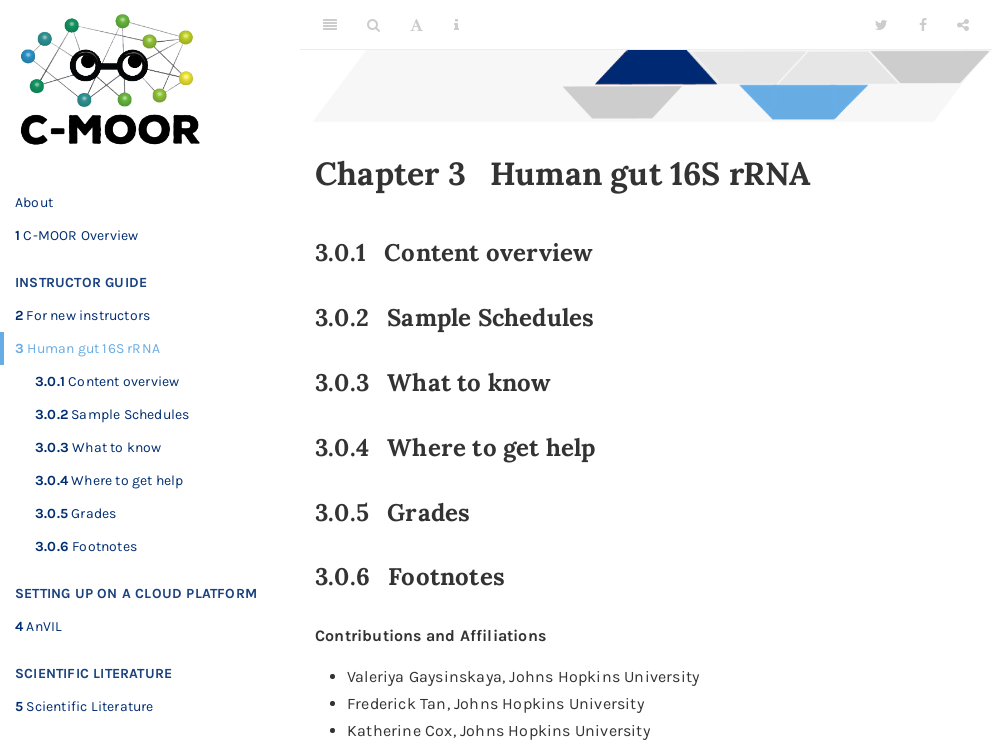 C-MOOR
About
1 C-MOOR Overview
INSTRUCTOR GUIDE
2 For new instructors
3 Human gut 16S rRNA
3.0.1 Content overview
3.0.2 Sample Schedules
3.0.3 What to know
3.0.4 Where to get help
3.0.5 Grades
3.0.6 Footnotes
SETTING UP ON A CLOUD PLATFORM
4 AnVIL
SCIENTIFIC LITERATURE
5 Scientific Literature
Chapter 3 Human gut 16S rRNA
3.0.1 Content overview
3.0.2 Sample Schedules
3.0.3 What to know
3.0.4 Where to get help
3.0.5 Grades
3.0.6 Footnotes
Contributions and Affiliations
• Valeriya Gaysinskaya, Johns Hopkins University
• Frederick Tan, Johns Hopkins University
• Katherine Cox, Johns Hopkins University